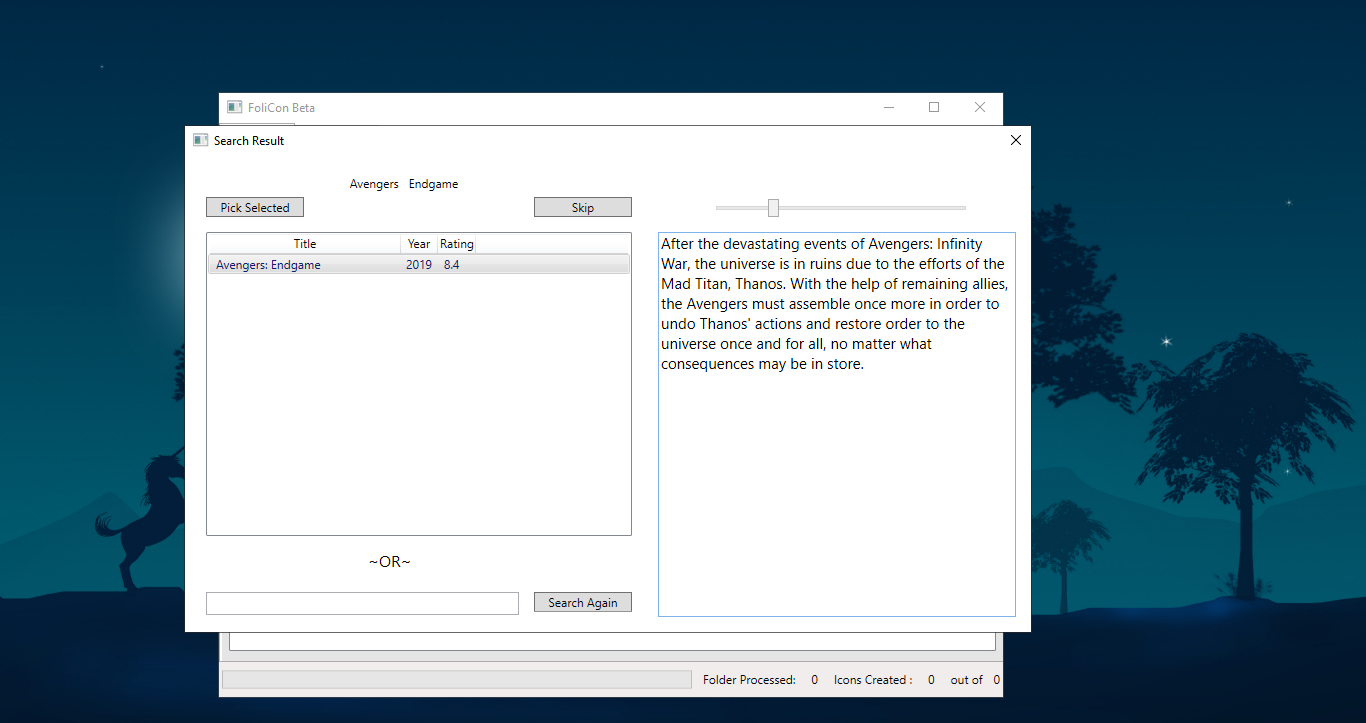 FoliCon Beta
Search Result
Avengers Endgame
Pick Selected
Skip
Title Year Rating
Avengers: Endgame 2019 8.4
After the devastating events of Avengers: Infinity
War, the universe is in ruins due to the efforts of the
Mad Titan, Thanos. With the help of remaining allies,
the Avengers must assemble once more in order to
undo Thanos' actions and restore order to the
universe once and for all, no matter what
consequences may be in store.
~OR~
Search Again
Folder Processed: 0 Icons Created : 0 out of 0